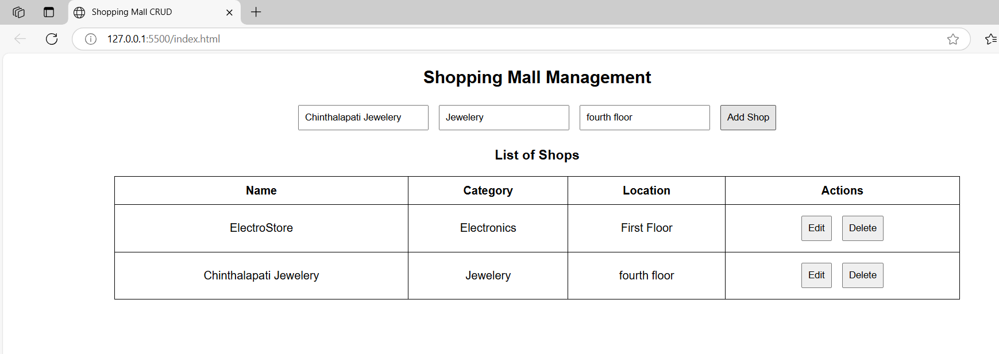 Shopping Mall CRUD
127.0.0.1:5500/index.html
Shopping Mall Management
Chinthalapati Jewelery Jewelery fourth floor Add Shop
List of Shops
Name Category Location Actions
ElectroStore Electronics First Floor Edit Delete
Chinthalapati Jewelery Jewelery fourth floor Edit Delete